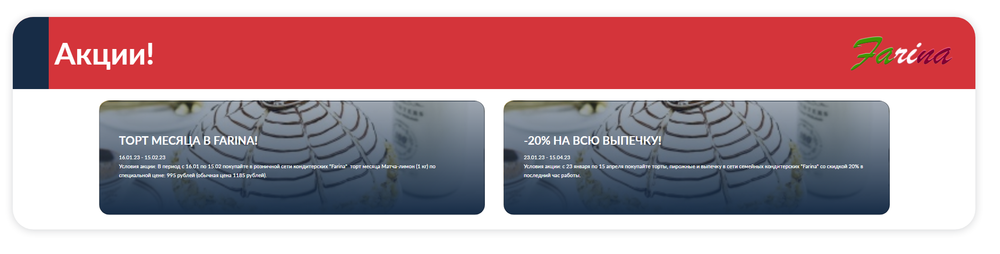 Акции!
Farina
ТОРТ МЕСЯЦА В FARINA!
16.01.23 - 15.02.23
Условия акции: В период с 16.01 по 15.02 покупайте в розничной сети кондитерских "Farina" торт месяца Матча-лимон (1 кг) по
специальной цене: 995 рублей (обычная цена 1185 рублей).
-20% НА ВСЮ ВЫПЕЧКУ!
23.01.23 - 15.04.23
Условия акции: с 23 января по 15 апреля покупайте торты, пирожные и выпечку в сети семейных кондитерских "Farina" со скидкой 20% в
последний час работы.